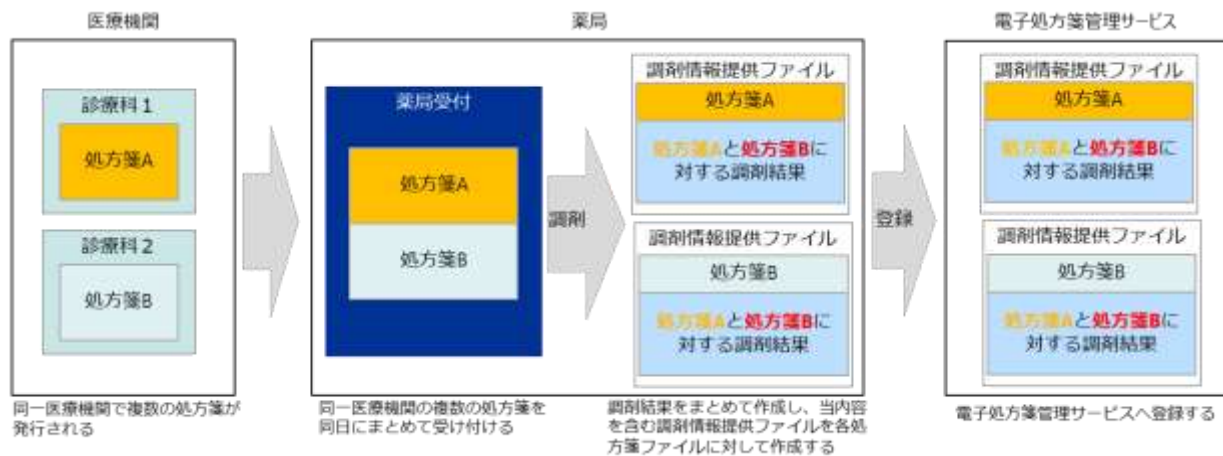 医療機関
診療科1
処方箋A
診療科2
処方箋B
同一医療機関で複数の処方箋が
発行される
薬局
薬局受付
処方箋A
処方箋B
同一医療機関の複数の処方箋を
同日にまとめて受け付ける
調剤
調剤情報提供ファイル
処方箋A
処方箋Aと処方箋Bに
対する調剤結果
調剤情報提供ファイル
処方箋B
処方箋Aと処方箋Bに
対する調剤結果
調剤結果をまとめて作成し、当内容
を含む調剤情報提供ファイルを各処
方箋ファイルに対して作成する
登録
電子処方箋管理サービス
調剤情報提供ファイル
処方箋A
処方箋Aと処方箋Bに
対する調剤結果
調剤情報提供ファイル
処方箋B
処方箋Aと処方箋Bに
対する調剤結果
電子処方箋管理サービスへ登録する